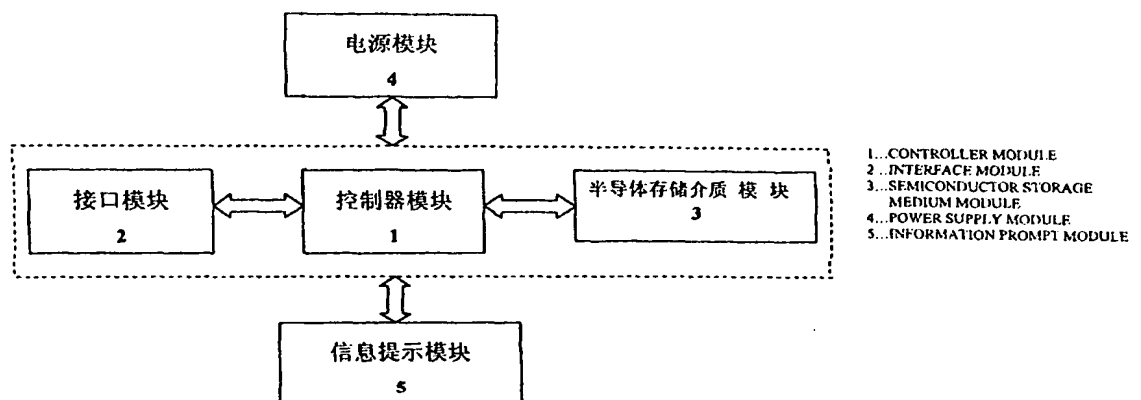 电源模块
4
接口模块
2
控制器模块
1
半导体存储介质 模 块
3
信息提示模块
5
1...CONTROLLER MODULE
2...INTERFACE MODULE
3...SEMICONDUCTOR STORAGE
MEDIUM MODULE
4...POWER SUPPLY MODULE
5...INFORMATION PROMPT MODULE